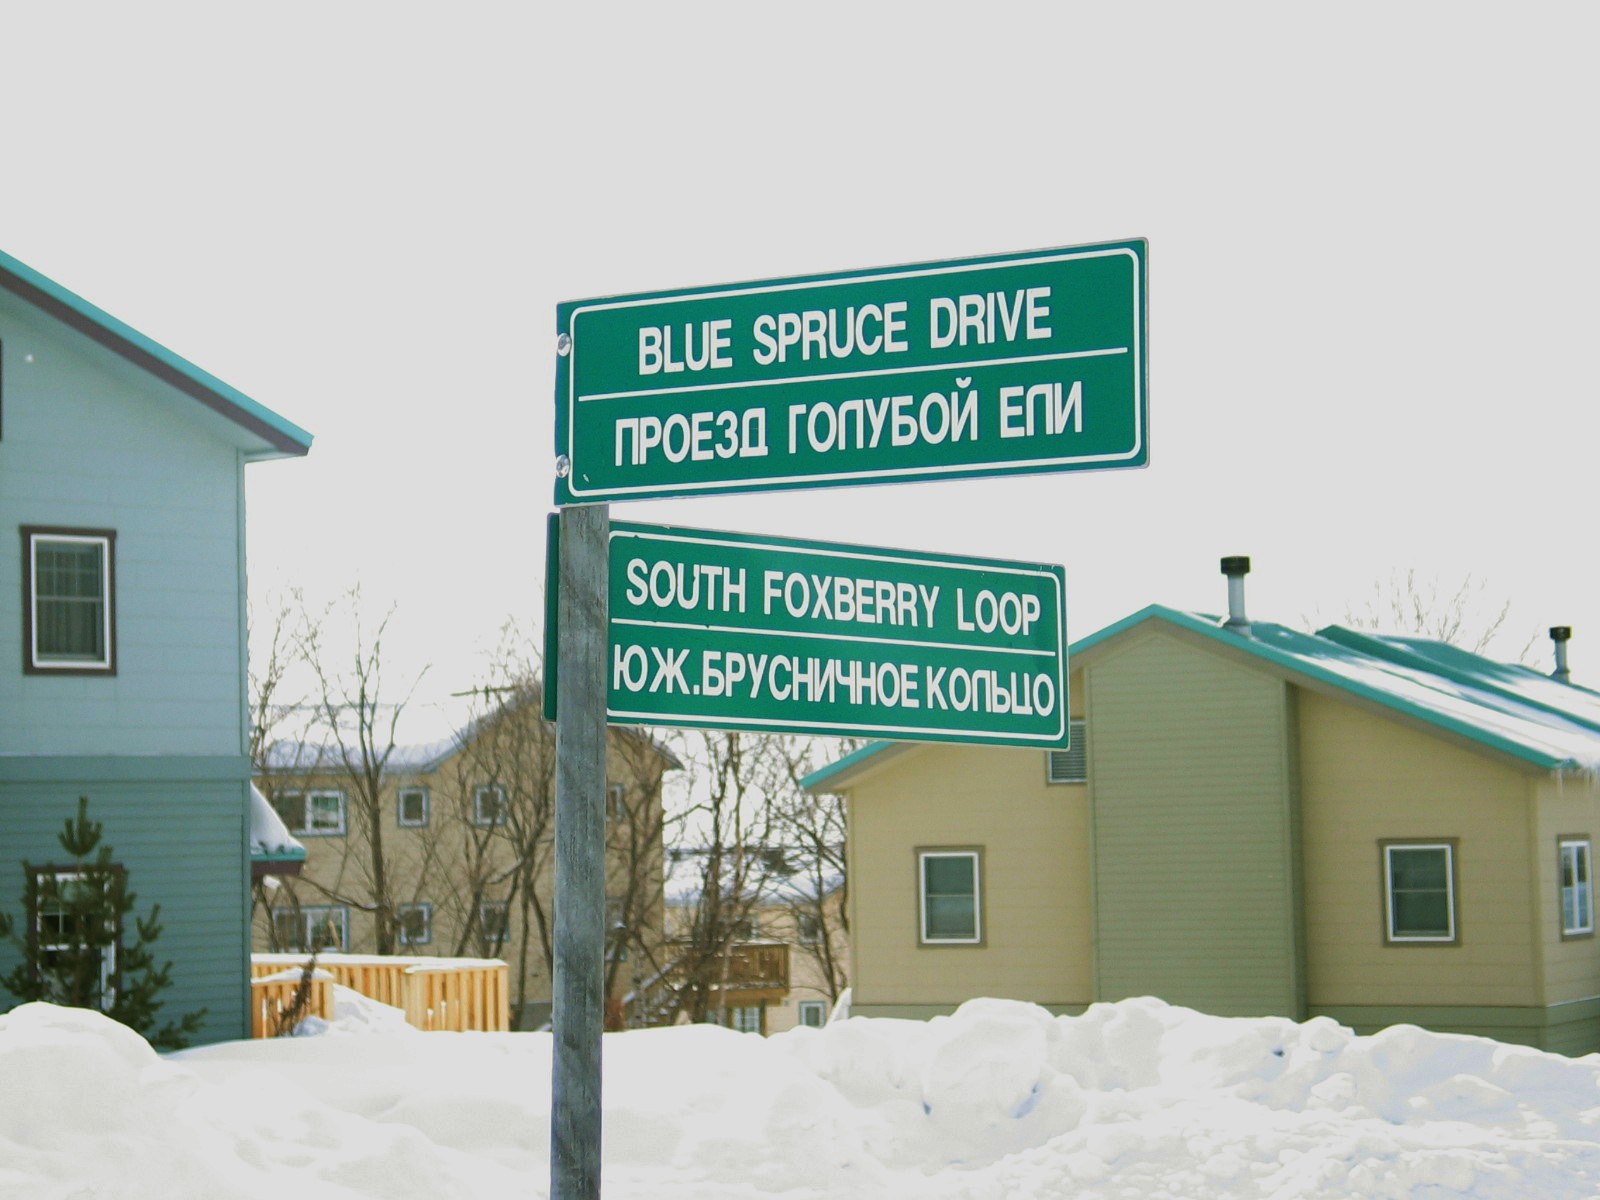 BLUE SPRUCE DRIVE
ПРОЕЗД ГОЛУБОЙ ЕЛИ
SOUTH FOXBERRY LOOP
ЮЖ.БРУСНИЧНОЕ КОЛЬЦО